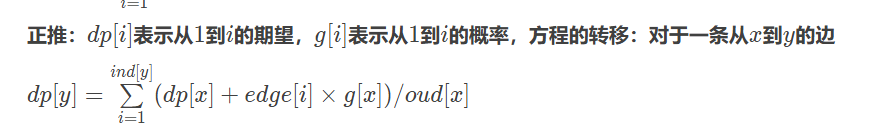 i=1
正推：dp[i]表示从1到i的期望，g[i]表示从1到i的概率，方程的转移：对于一条从x到y的边
dp[y] = \sum_{i=1}^{ind[y]} (dp[x] + edge[i] × g[x])/oud[x]